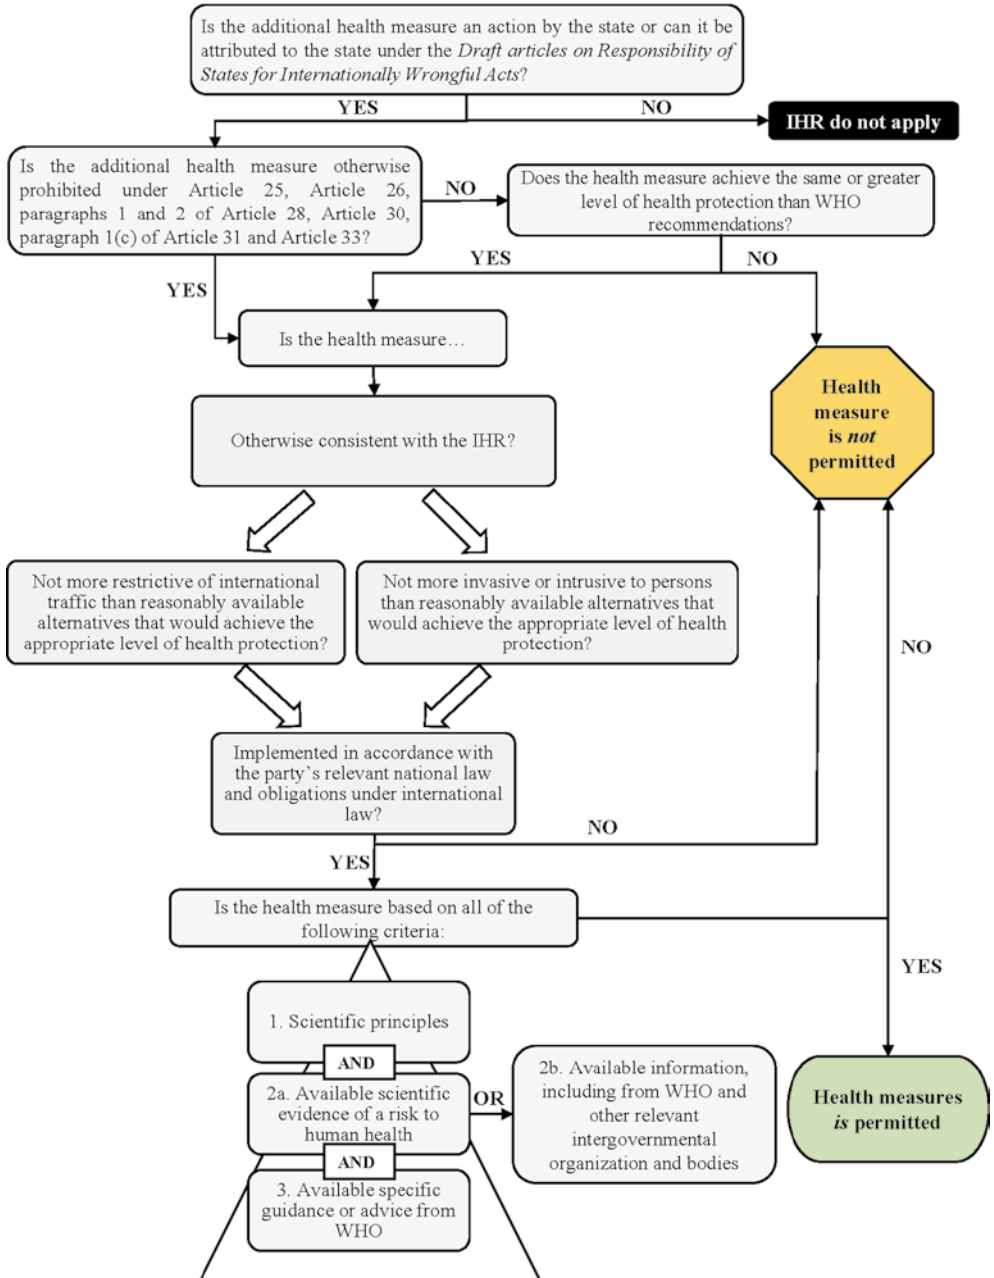 Is the additional health measure an action by the state or can it be
attributed to the state under the Draft articles on Responsibility of
States for Internationally Wrongful Acts?
YES
NO
IHR do not apply
Is the additional health measure otherwise
prohibited under Article 25, Article 26,
paragraphs 1 and 2 of Article 28, Article 30,
paragraph 1(c) of Article 31 and Article 33?
NO
Does the health measure achieve the same or greater
level of health protection than WHO
recommendations?
YES
NO
YES
Is the health measure…
Health
measure
is not
permitted
Otherwise consistent with the IHR?
Not more restrictive of international
traffic than reasonably available
alternatives that would achieve the
appropriate level of health protection?
Not more invasive or intrusive to persons
than reasonably available alternatives that
would achieve the appropriate level of health
protection?
NO
Implemented in accordance with
the party’s relevant national law
and obligations under international
law?
NO
YES
Is the health measure based on all of the
following criteria:
YES
1. Scientific principles
AND
2a. Available scientific
evidence of a risk to
human health
OR
2b. Available information,
including from WHO and
other relevant
intergovernmental
organization and bodies
Health measures
is permitted
AND
3. Available specific
guidance or advice from
WHO